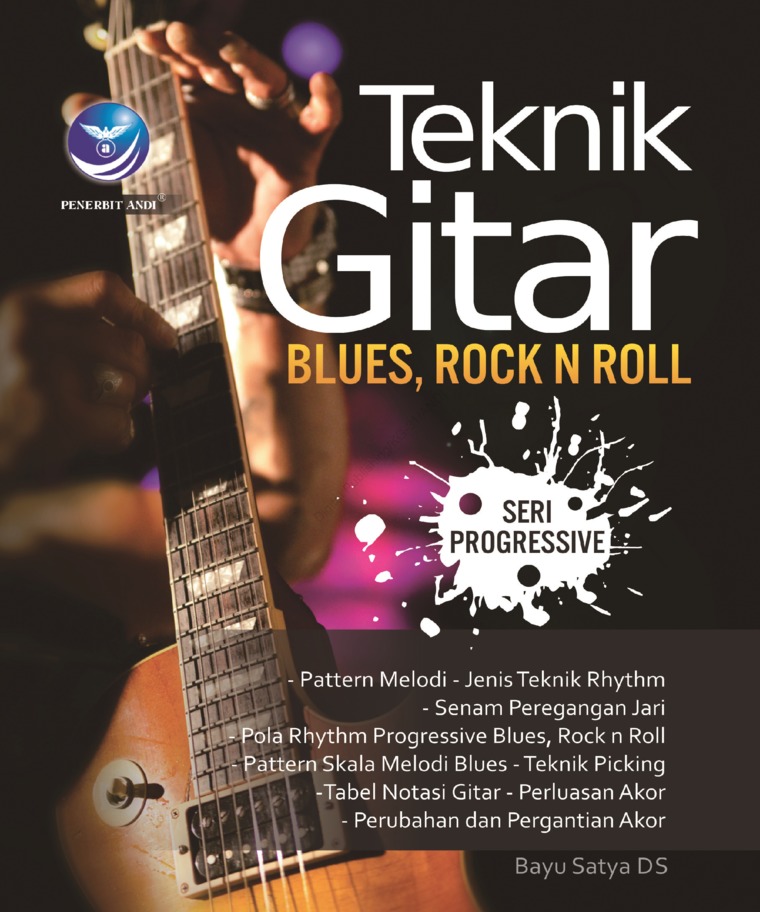 Teknik
Gitar
BLUES, ROCK N ROLL
a
PENERBIT ANDI®
SERI
PROGRESSIVE
- Pattern Melodi - Jenis Teknik Rhythm
- Senam Peregangan Jari
- Pola Rhythm Progressive Blues, Rock n Roll
- Pattern Skala Melodi Blues - Teknik Picking
-Tabel Notasi Gitar - Perluasan Akor
- Perubahan dan Pergantian Akor
Bayu Satya DS